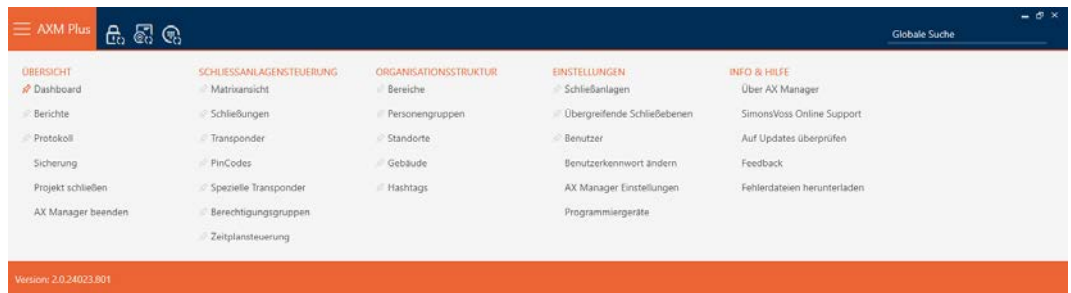 AXM Plus
Globale Suche
ÜBERSICHT
Dashboard
Berichte
Protokoll
Sicherung
Projekt schließen
AX Manager beenden
SCHLIESSANLAGENSTEUERUNG
Matrixansicht
Schließungen
Transponder
PinCodes
Spezielle Transponder
Berechtigungsgruppen
Zeitplansteuerung
ORGANISATIONSSTRUKTUR
Bereiche
Personengruppen
Standorte
Gebäude
Hashtags
EINSTELLUNGEN
Schließanlagen
Übergreifende Schließebenen
Benutzer
Benutzerkennwort ändern
AX Manager Einstellungen
Programmiergeräte
INFO & HILFE
Über AX Manager
SimonsVoss Online Support
Auf Updates überprüfen
Feedback
Fehlerdateien herunterladen
Version: 2.0.24023.801